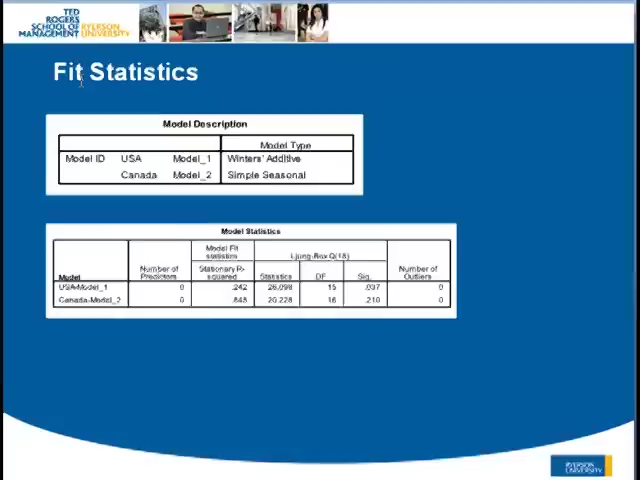 TED
ROGERS
SCHOOL OF
MANAGEMENT
RYERSON
UNIVERSITY
Fit Statistics
Model Description
Model Type
Model ID USA Model_1 Winters' Additive
Canada Model_2 Simple Seasonal
Model Statistics
Model Number of Predictors Model Fit statistics Ljung-Box Q(18) Number of Outliers
Stationary R-squared Statistics DF Sig.
USA-Model_1 0 .242 26.098 15 .037 0
Canada-Model_2 0 .848 20.228 16 .210 0
RYERSON
UNIVERSITY